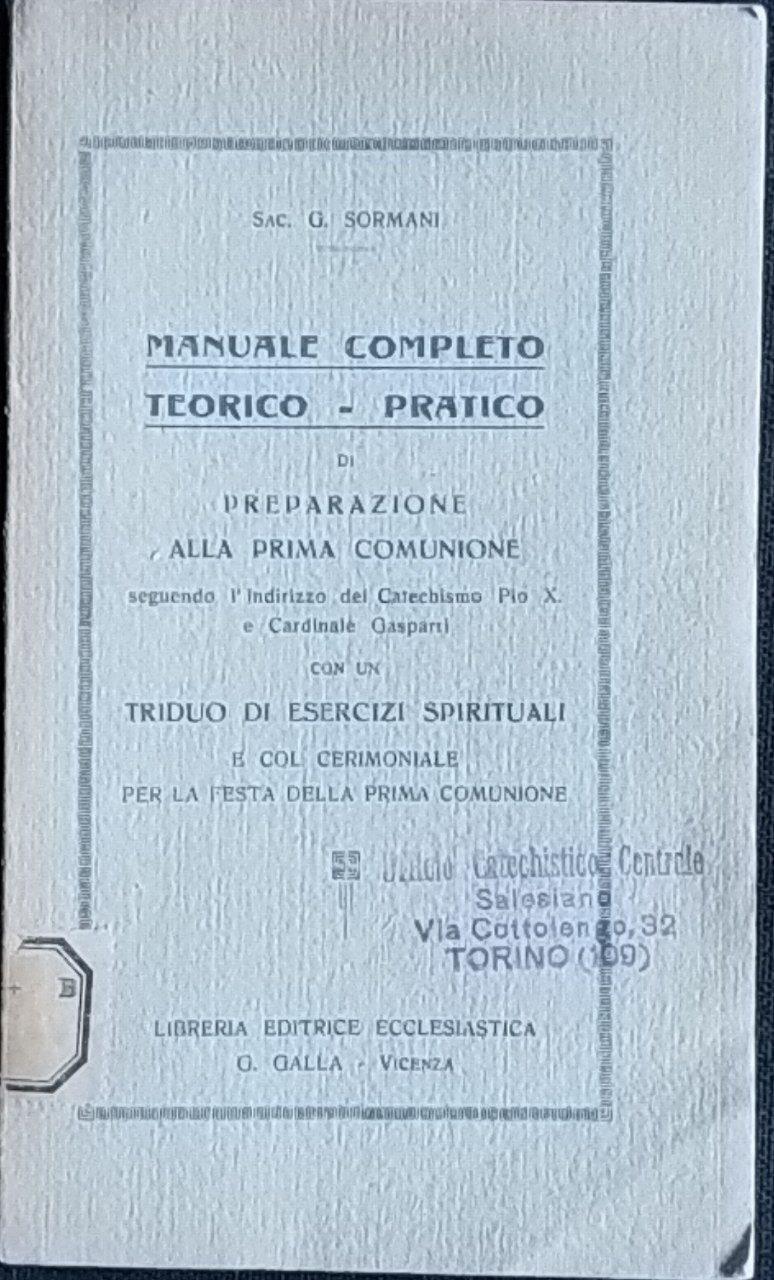 SAC. G. SORMANI
MANUALE COMPLETO
TEORICO - PRATICO
DI
PREPARAZIONE
ALLA PRIMA COMUNIONE
seguendo l'Indirizzo del Catechismo Pio X.
e Cardinale Gasparri
CON UN
TRIDUO DI ESERCIZI SPIRITUALI
E COL CERIMONIALE
PER LA FESTA DELLA PRIMA COMUNIONE
Ufficio Catechistico Centrale
Salesiano
Via Cottolengo, 32
TORINO (109)
B
LIBRERIA EDITRICE ECCLESIASTICA
G. GALLA - VICENZA